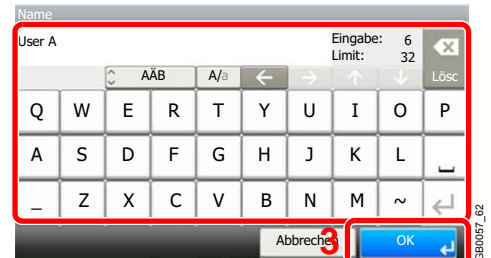 Name
User A
Eingabe: 6
Limit: 32
AÄB A/a Lösc
Q W E R T Y U I O P
A S D F G H J K L
_ Z X C V B N M ~
Abbrechen 3 OK
GB0057_62